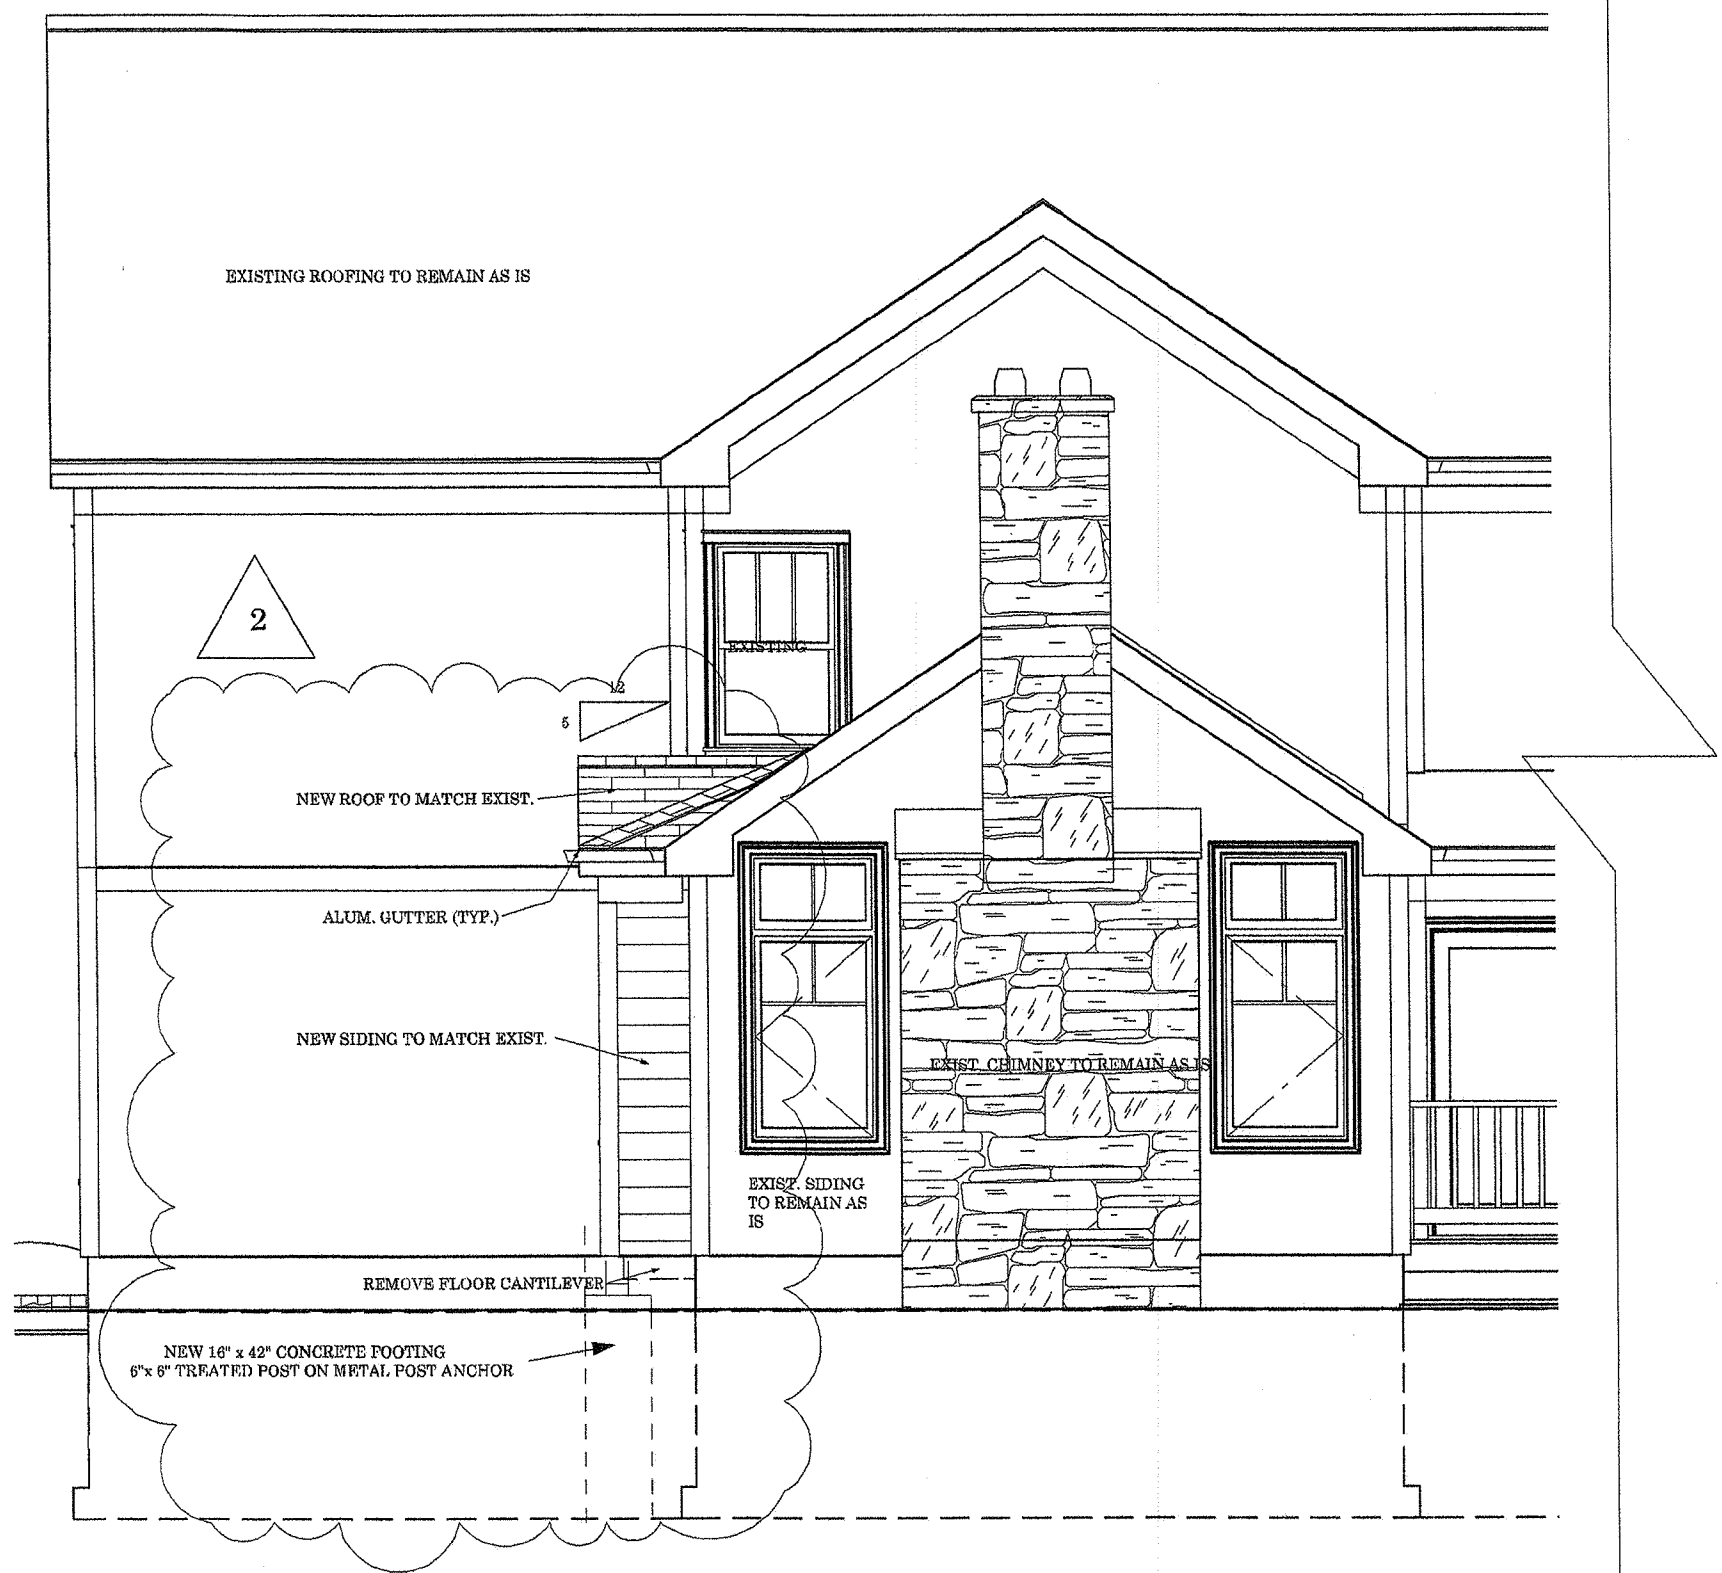 EXISTING ROOFING TO REMAIN AS IS
2
EXISTING
12
5
NEW ROOF TO MATCH EXIST.
ALUM. GUTTER (TYP.)
NEW SIDING TO MATCH EXIST.
EXIST. CHIMNEY TO REMAIN AS IS
EXIST. SIDING
TO REMAIN AS
IS
REMOVE FLOOR CANTILEVER
NEW 16" x 42" CONCRETE FOOTING
6"x 6" TREATED POST ON METAL POST ANCHOR